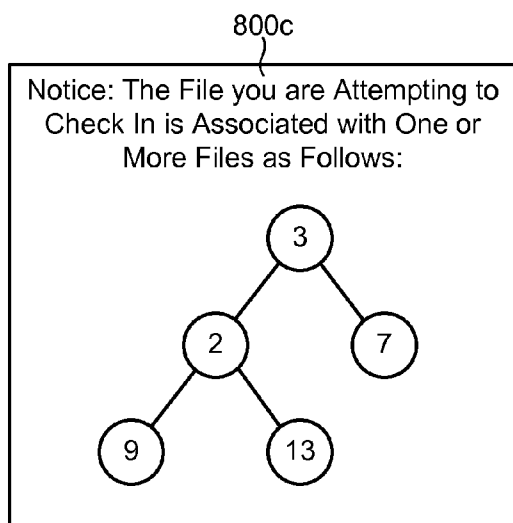 800c
Notice: The File you are Attempting to
Check In is Associated with One or
More Files as Follows:
3
2
7
9
13